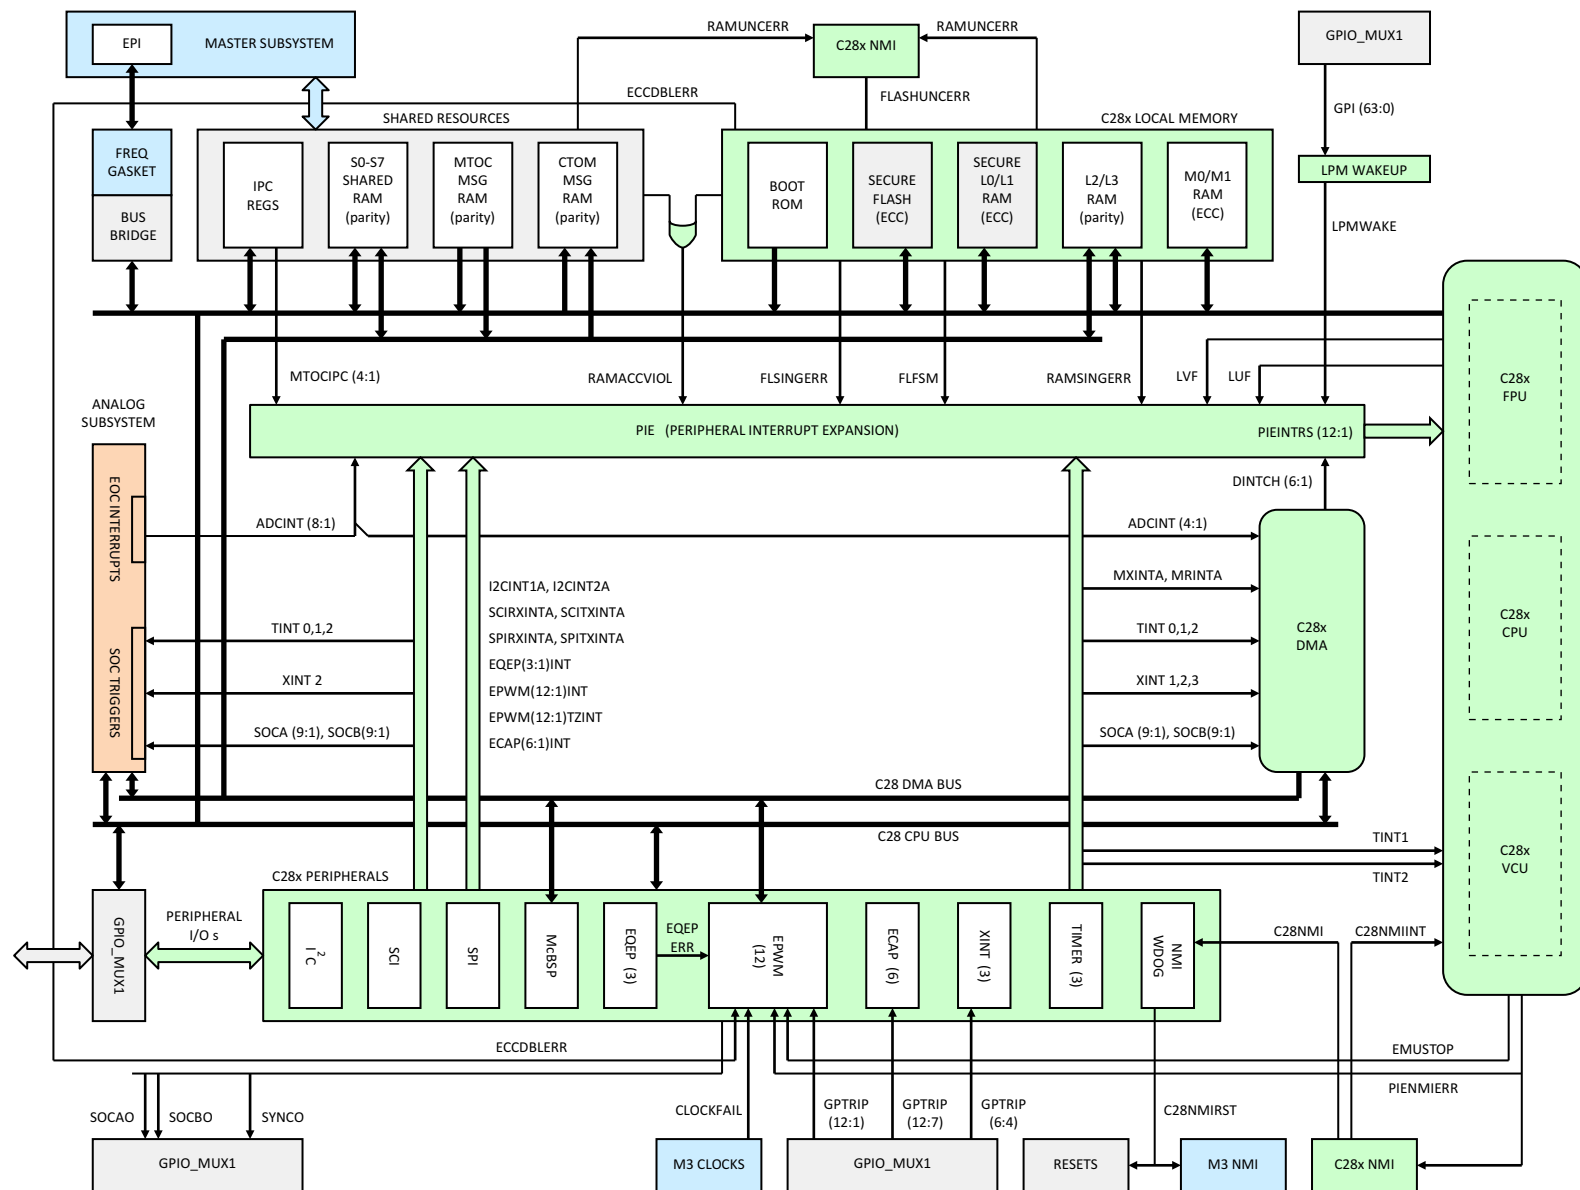 EPI
MASTER SUBSYSTEM
RAMUNCERR
C28x NMI
RAMUNCERR
GPIO_MUX1
ECCDBLERR
FLASHUNCERR
GPI (63:0)
SHARED RESOURCES
C28x LOCAL MEMORY
FREQ
GASKET
BUS
BRIDGE
IPC
REGS
S0-S7
SHARED
RAM
(parity)
MTOC
MSG
RAM
(parity)
CTOM
MSG
RAM
(parity)
BOOT
ROM
SECURE
FLASH
(ECC)
SECURE
L0/L1
RAM
(ECC)
L2/L3
RAM
(parity)
M0/M1
RAM
(ECC)
LPM WAKEUP
LPMWAKE
MTOCIPC (4:1)
RAMACCVIOL
FLSINGERR
FLFSM
RAMSINGERR
LVF
LUF
C28x
FPU
ANALOG
SUBSYSTEM
PIE (PERIPHERAL INTERRUPT EXPANSION)
PIEINTRS (12:1)
EOC INTERRUPTS
DINTCH (6:1)
ADCINT (8:1)
ADCINT (4:1)
I2CINT1A, I2CINT2A
SCIRXINTA, SCITXINTA
SPIRXINTA, SPITXINTA
EQEP(3:1)INT
EPWM(12:1)INT
EPWM(12:1)TZINT
ECAP(6:1)INT
MXINTA, MRINTA
TINT 0,1,2
TINT 0,1,2
C28x
DMA
C28x
CPU
SOC TRIGGERS
XINT 2
XINT 1,2,3
SOCA (9:1), SOCB(9:1)
SOCA (9:1), SOCB(9:1)
C28 DMA BUS
C28 CPU BUS
TINT1
TINT2
C28x
VCU
C28x PERIPHERALS
GPIO_MUX1
PERIPHERAL
I/O s
I2C
SCI
SPI
McBSP
EQEP (3)
EQEP
ERR
EPWM
(12)
ECAP (6)
XINT (3)
TIMER (3)
NMI
WDOG
C28NMI
C28NMIINT
ECCDBLERR
EMUSTOP
PIENMIERR
SOCAO
SOCBO
SYNCO
CLOCKFAIL
GPTRIP
(12:1)
GPTRIP
(12:7)
GPTRIP
(6:4)
C28NMIRST
GPIO_MUX1
M3 CLOCKS
GPIO_MUX1
RESETS
M3 NMI
C28x NMI